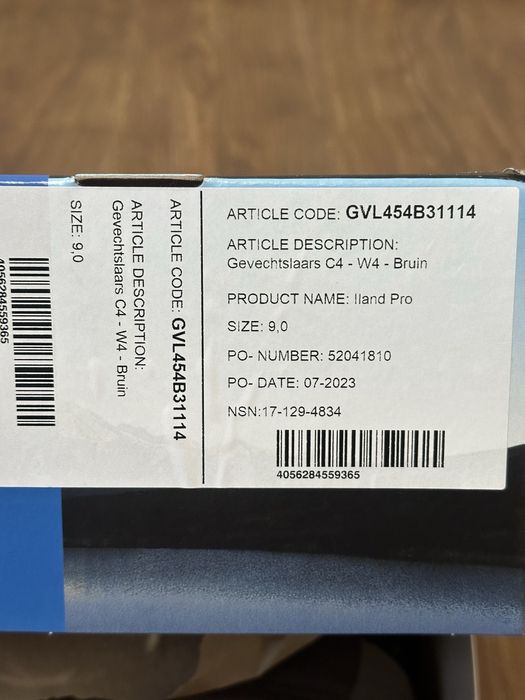 ARTICLE CODE: GVL454B31114
ARTICLE DESCRIPTION:
Gevechtslaars C4 - W4 - Bruin
PRODUCT NAME: Iland Pro
SIZE: 9,0
PO- NUMBER: 52041810
PO- DATE: 07-2023
NSN:17-129-4834
4056284559365
ARTICLE CODE: GVL454B31114
ARTICLE DESCRIPTION:
Gevechtslaars C4 - W4 - Bruin
SIZE: 9,0
4056284559365